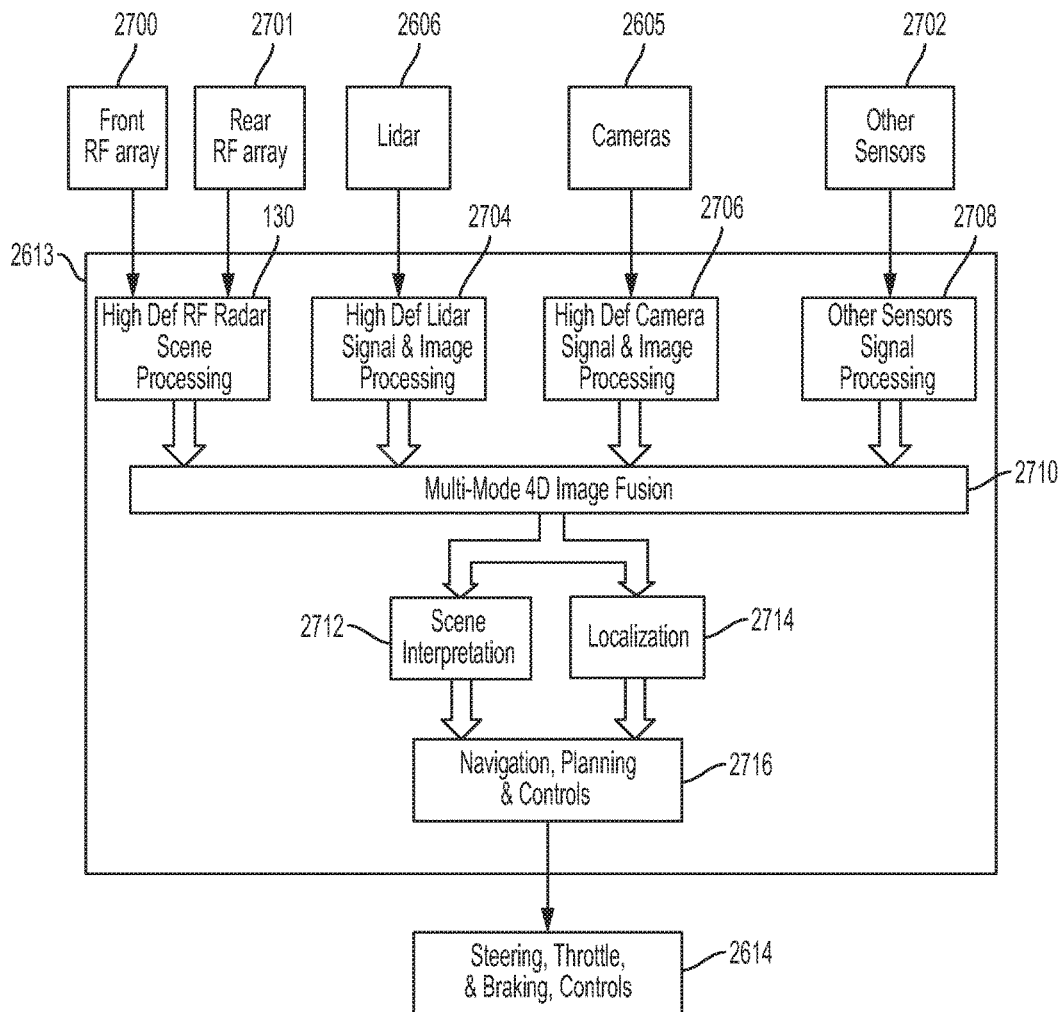 2700
2701
2606
2605
2702
Front
RF array
Rear
RF array
Lidar
Cameras
Other
Sensors
130
2704
2706
2708
2613
High Def RF Radar
Scene
Processing
High Def Lidar
Signal & Image
Processing
High Def Camera
Signal & Image
Processing
Other Sensors
Signal
Processing
Multi-Mode 4D Image Fusion
2710
2712
Scene
Interpretation
Localization
2714
Navigation, Planning
& Controls
2716
Steering, Throttle,
& Braking, Controls
2614